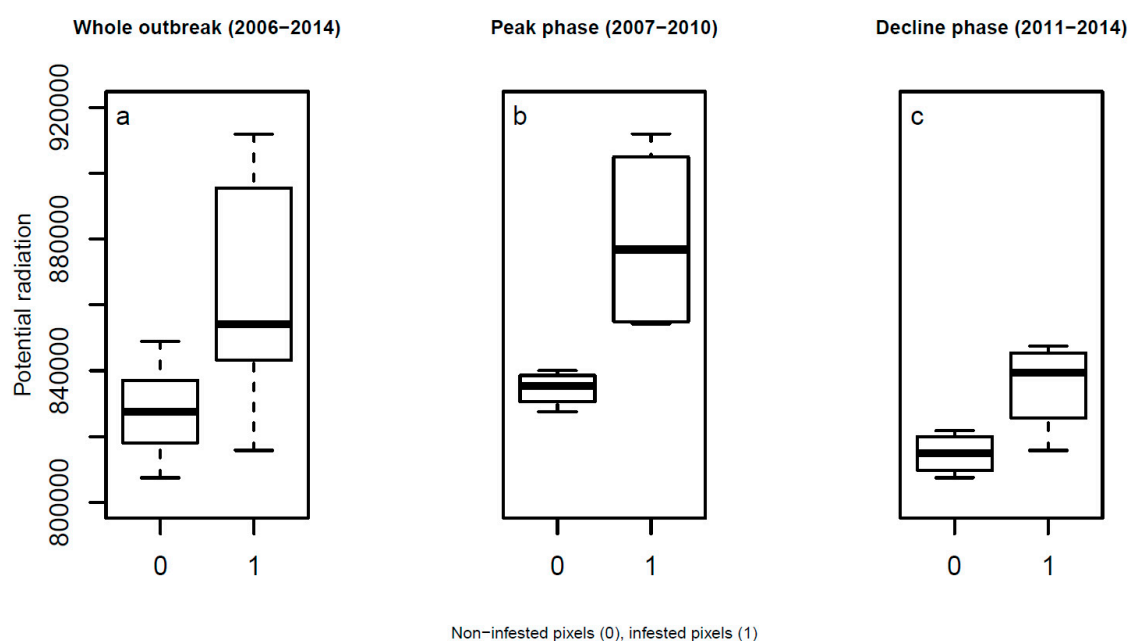 Whole outbreak (2006−2014)
Peak phase (2007−2010)
Decline phase (2011−2014)
a
b
c
Potential radiation
920000
880000
840000
800000
0 1
0 1
0 1
Non−infested pixels (0), infested pixels (1)